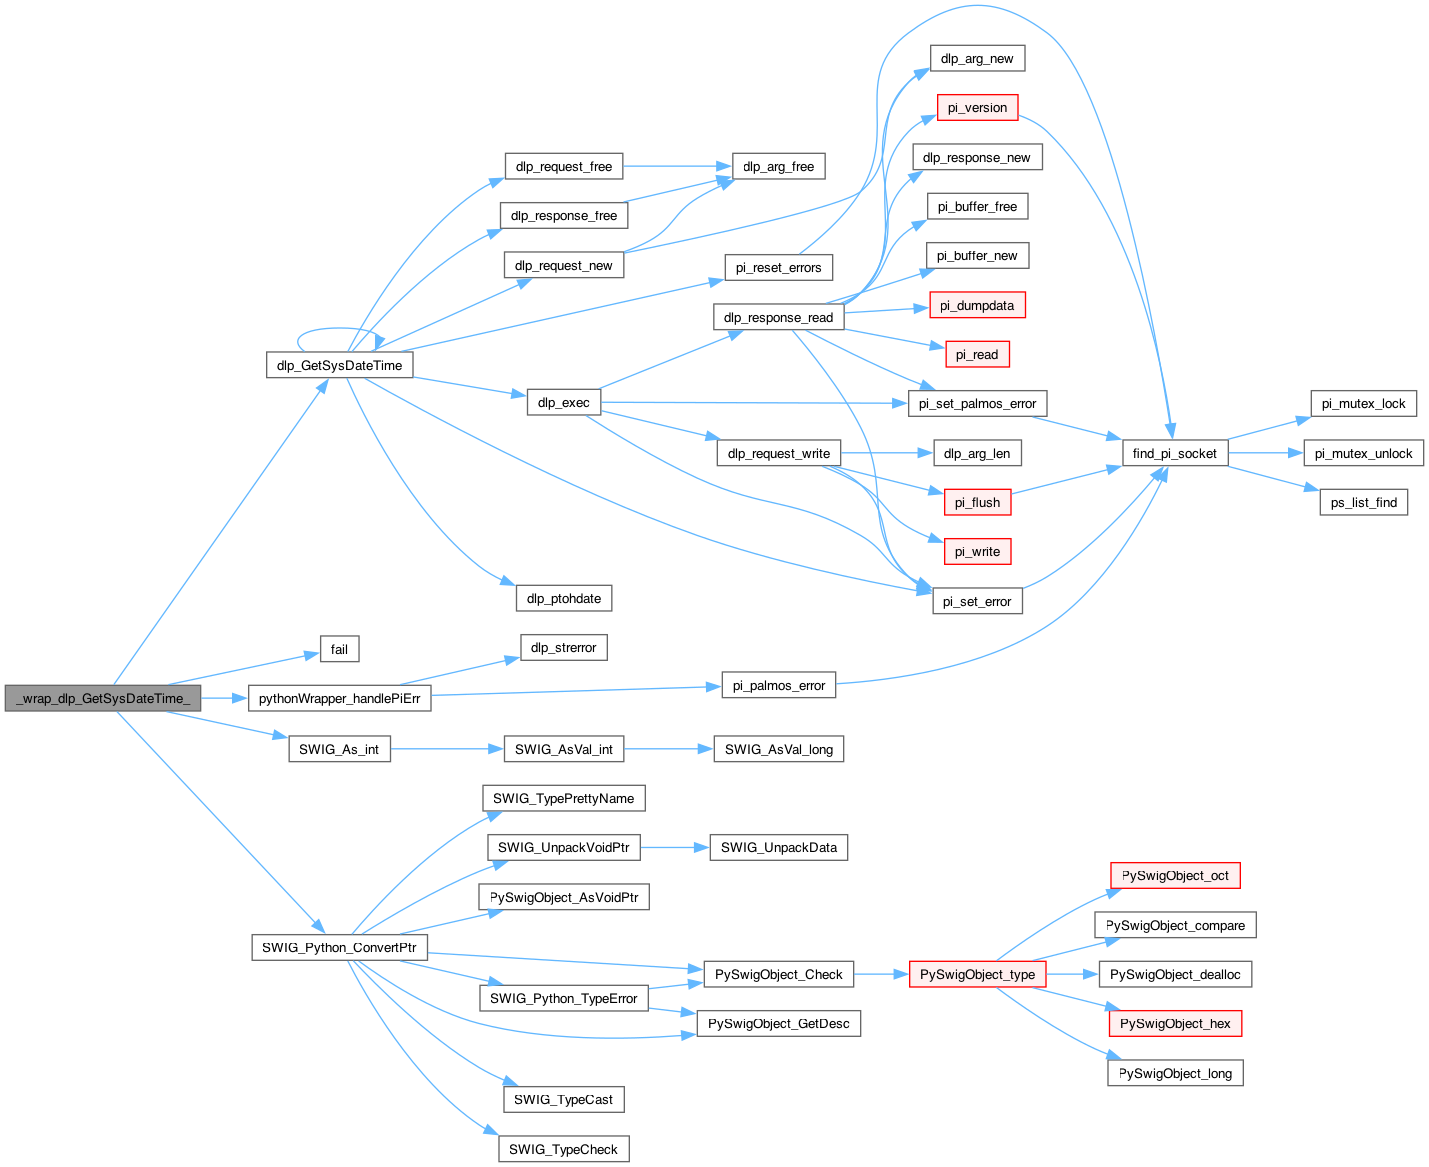 dlp_arg_new
pi_version
dlp_response_new
dlp_request_free
dlp_arg_free
dlp_response_free
pi_buffer_free
pi_buffer_new
dlp_request_new
pi_reset_errors
pi_dumpdata
dlp_response_read
pi_read
dlp_GetSysDateTime
dlp_exec
pi_set_palmos_error
pi_mutex_lock
dlp_request_write
dlp_arg_len
find_pi_socket
pi_mutex_unlock
pi_flush
ps_list_find
pi_write
dlp_ptohdate
pi_set_error
fail
dlp_strerror
_wrap_dlp_GetSysDateTime_
pythonWrapper_handlePiErr
pi_palmos_error
SWIG_As_int
SWIG_AsVal_int
SWIG_AsVal_long
SWIG_TypePrettyName
SWIG_UnpackVoidPtr
SWIG_UnpackData
PySwigObject_oct
PySwigObject_AsVoidPtr
PySwigObject_compare
SWIG_Python_ConvertPtr
PySwigObject_Check
PySwigObject_type
PySwigObject_dealloc
SWIG_Python_TypeError
PySwigObject_GetDesc
PySwigObject_hex
PySwigObject_long
SWIG_TypeCast
SWIG_TypeCheck